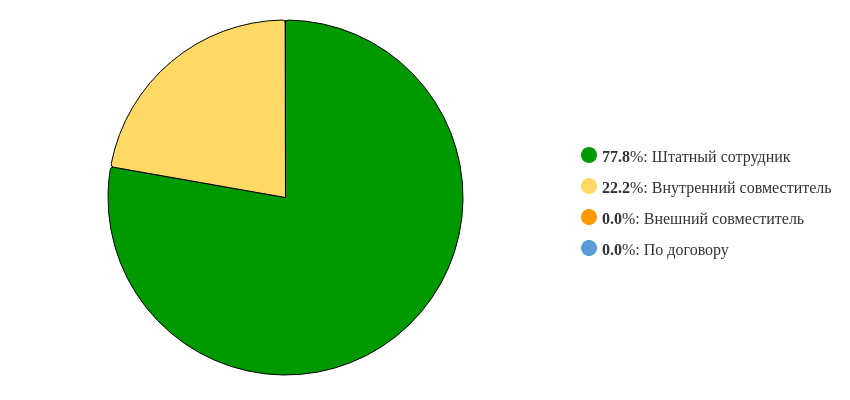 77.8%: Штатный сотрудник
22.2%: Внутренний совместитель
0.0%: Внешний совместитель
0.0%: По договору